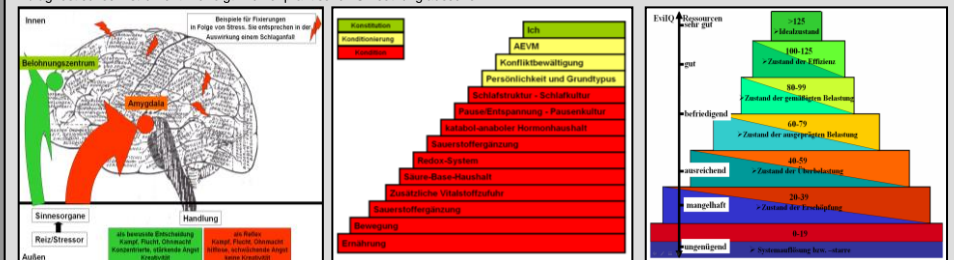 Innen
Beispiele für Fixierungen
in Folge von Stress. Sie entsprechen in der
Auswirkung einem Schlaganfall
Belohnungszentrum
Amygdala
Sinnesorgane
Reiz/Stressor
Handlung
als bewusste Entscheidung
Kampf, Flucht, Ohnmacht
Konzentrierte, stärkende Angst
Kreativität
als Reflex
Kampf, Flucht, Ohnmacht
hilflose, schwächende Angst
keine Kreativität
Außen
Konstitution
Konditionierung
Kondition
Ich
AEVM
Konfliktbewältigung
Persönlichkeit und Grundtypus
Schlafstruktur - Schlafkultur
Pause/Entspannung - Pausenkultur
katabol-anaboler Hormonhaushalt
Sauerstoffergänzung
Redox-System
Säure-Base-Haushalt
Zusätzliche Vitalstoffzufuhr
Sauerstoffergänzung
Bewegung
Ernährung
EvilQ Ressourcen
sehr gut
>125
➢Idealzustand
gut
100-125
➢Zustand der Effizienz
80-99
➢Zustand der gemäßigten Belastung
befriedigend
60-79
➢Zustand der ausgeprägten Belastung
ausreichend
40-59
➢Zustand der Überbelastung
mangelhaft
20-39
➢Zustand der Erschöpfung
0-19
ungenügend
➢Systemauflösung bzw. -starre